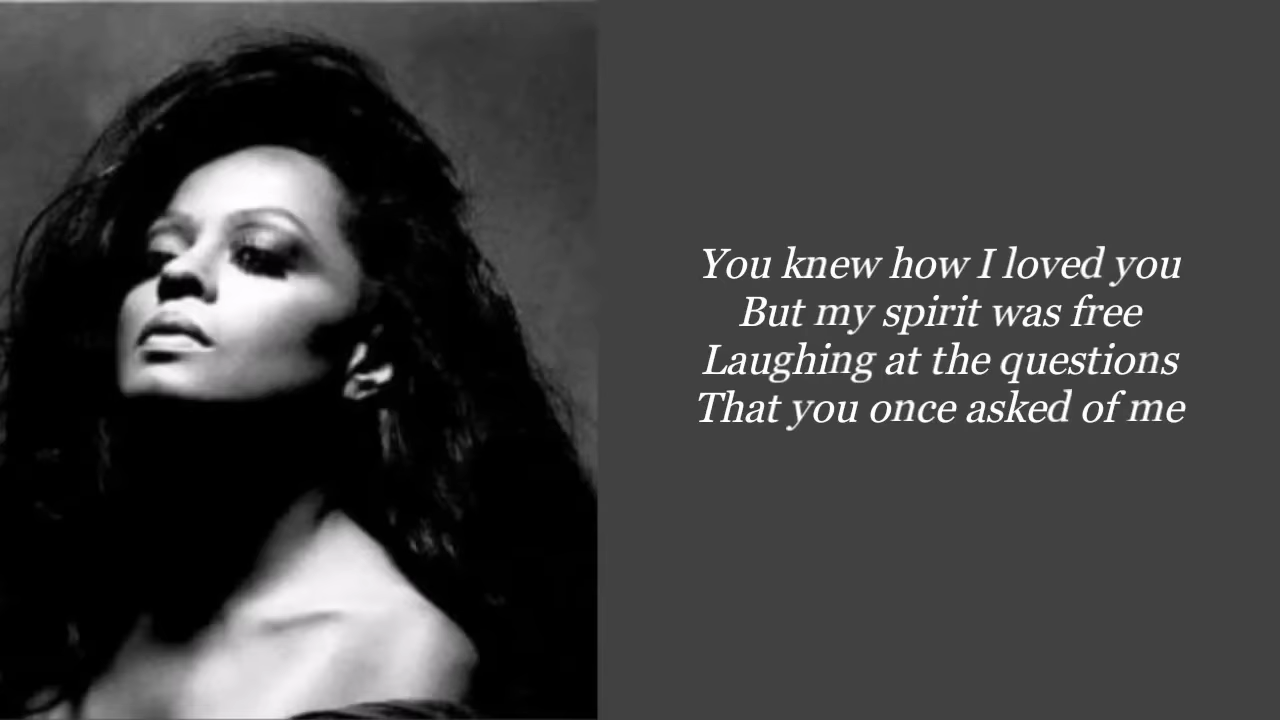 You knew how I loved you
But my spirit was free
Laughing at the questions
That you once asked of me